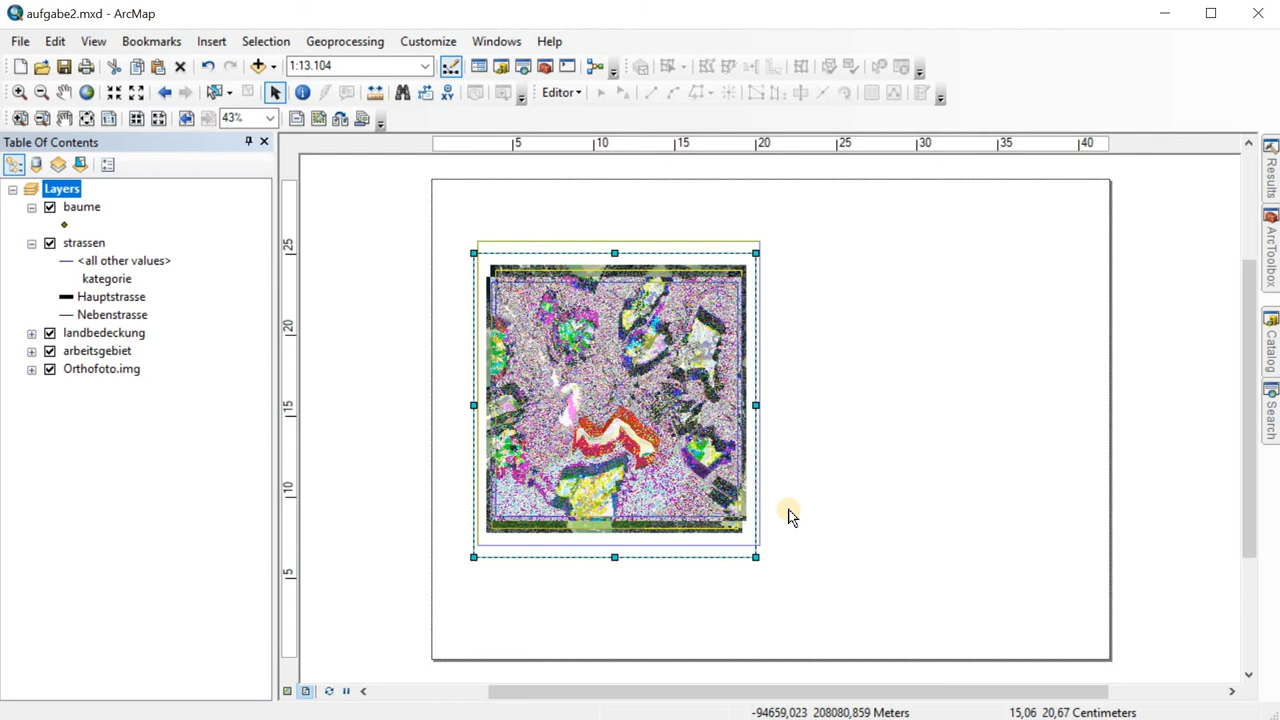 aufgabe2.mxd - ArcMap
File Edit View Bookmarks Insert Selection Geoprocessing Customize Windows Help
1:13.104
Editor
43%
Table Of Contents
Layers
baume
strassen
<all other values>
kategorie
Hauptstrasse
Nebenstrasse
landbedeckung
arbeitsgebiet
Orthofoto.img
5 10 15 20 25 30 35 40
25
20
15
10
5
Results
ArcToolbox
Catalog
Search
-94659,023 208080,859 Meters 15,06 20,67 Centimeters